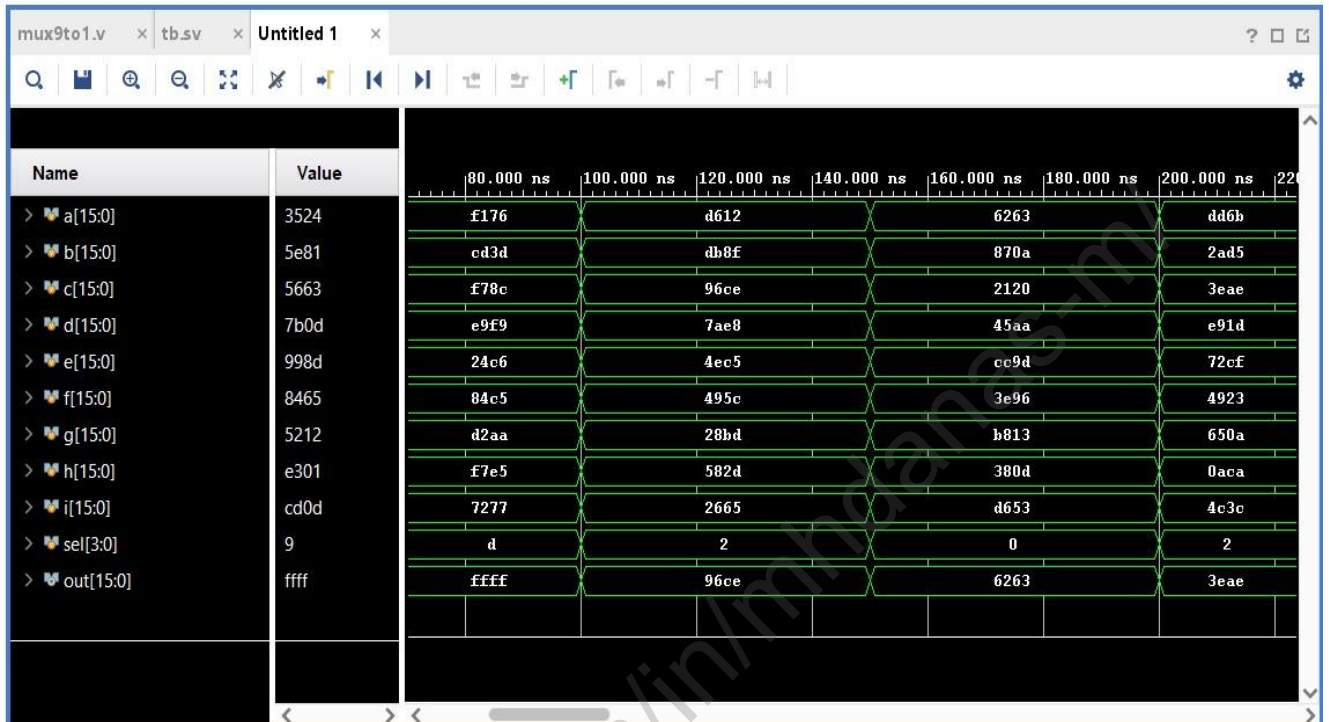 mux9to1.v × tb.sv × Untitled 1 ×
Name Value 80.000 ns 100.000 ns 120.000 ns 140.000 ns 160.000 ns 180.000 ns 200.000 ns 220
a[15:0] 3524 f176 d612 6263 dd6b
b[15:0] 5e81 cd3d db8f 870a 2ad5
c[15:0] 5663 f78c 96ce 2120 3eae
d[15:0] 7b0d e9f9 7ae8 45aa e91d
e[15:0] 998d 24c6 4ec5 cc9d 72cf
f[15:0] 8465 84c5 495c 3e96 4923
g[15:0] 5212 d2aa 28bd b813 650a
h[15:0] e301 f7e5 582d 380d 0aca
i[15:0] cd0d 7277 2665 d653 4c3c
sel[3:0] 9 d 2 0 2
out[15:0] ffff ffff 96ce 6263 3eae
/in/mhdanas-m/